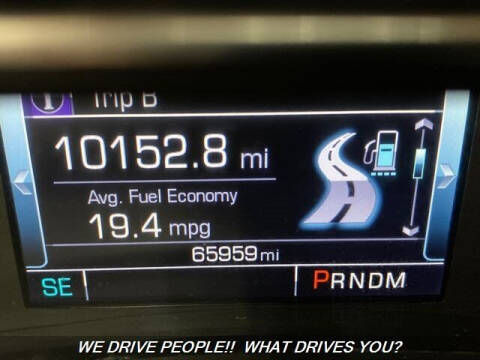 Trip B
10152.8 mi
Avg. Fuel Economy
19.4 mpg
65959 mi
SE
PRNDM
WE DRIVE PEOPLE!! WHAT DRIVES YOU?